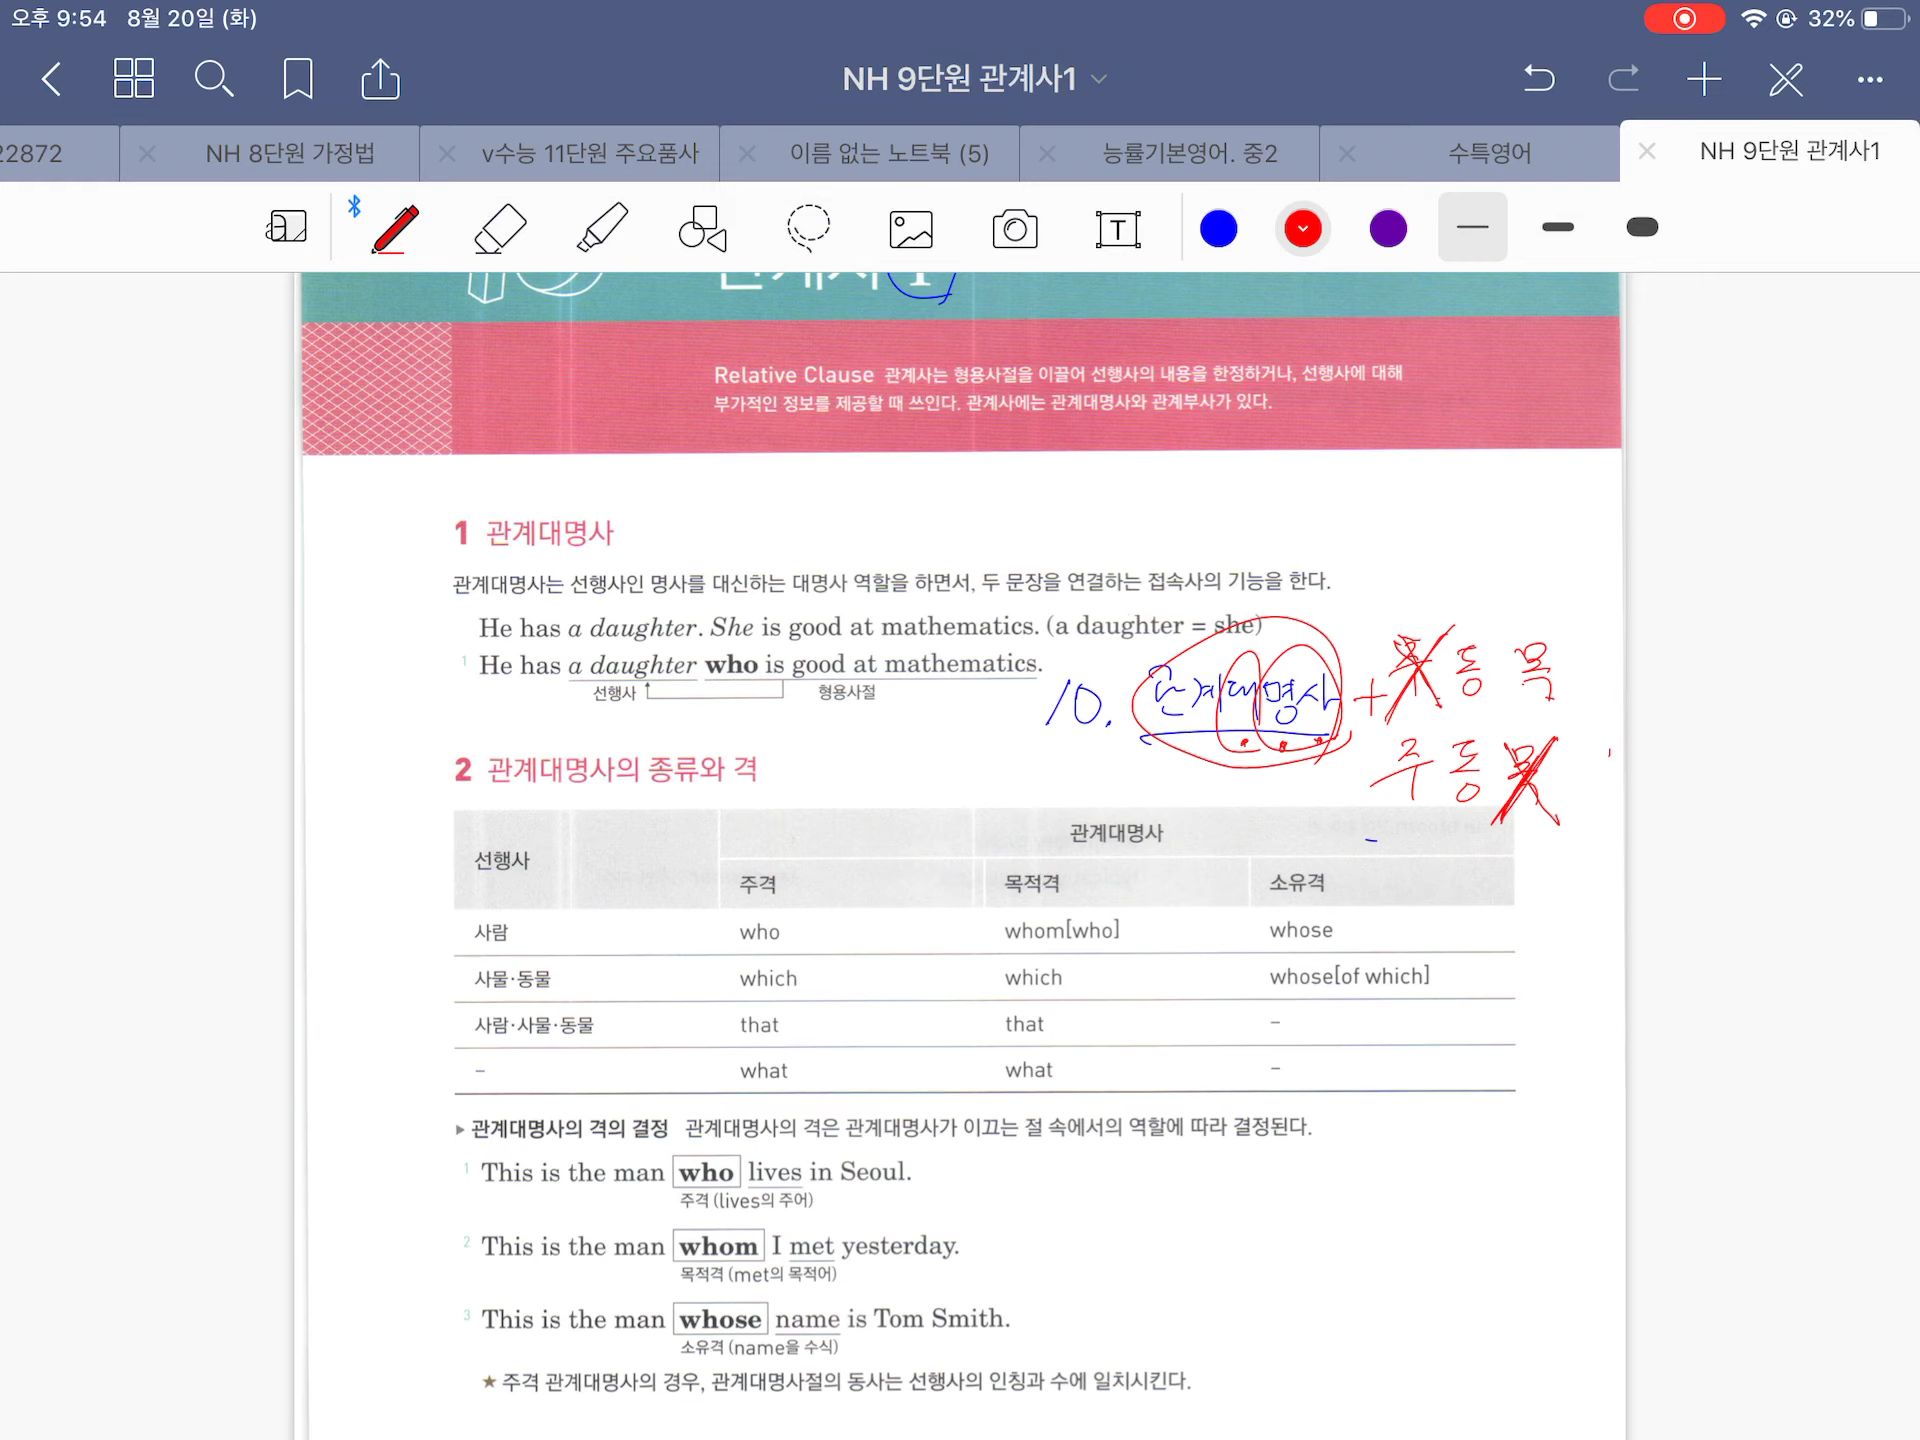 오후 9:54 8월 20일 (화)
32%
NH 9단원 관계사1
22872
NH 8단원 가정법
v수능 11단원 주요품사
이름 없는 노트북 (5)
능률기본영어. 중2
수특영어
NH 9단원 관계사1
T
관계사 1
Relative Clause 관계사는 형용사절을 이끌어 선행사의 내용을 한정하거나, 선행사에 대해
부가적인 정보를 제공할 때 쓰인다. 관계사에는 관계대명사와 관계부사가 있다.
1 관계대명사
관계대명사는 선행사인 명사를 대신하는 대명사 역할을 하면서, 두 문장을 연결하는 접속사의 기능을 한다.
He has a daughter. She is good at mathematics. (a daughter = she)
1 He has a daughter who is good at mathematics.
선행사 형용사절
10. 관계대명사 + 주 동 목
주 동 목
2 관계대명사의 종류와 격
선행사 관계대명사
주격 목적격 소유격
사람 who whom[who] whose
사물·동물 which which whose[of which]
사람·사물·동물 that that –
– what what –
▸ 관계대명사의 격의 결정 관계대명사의 격은 관계대명사가 이끄는 절 속에서의 역할에 따라 결정된다.
1 This is the man who lives in Seoul.
주격 (lives의 주어)
2 This is the man whom I met yesterday.
목적격 (met의 목적어)
3 This is the man whose name is Tom Smith.
소유격 (name을 수식)
★ 주격 관계대명사의 경우, 관계대명사절의 동사는 선행사의 인칭과 수에 일치시킨다.